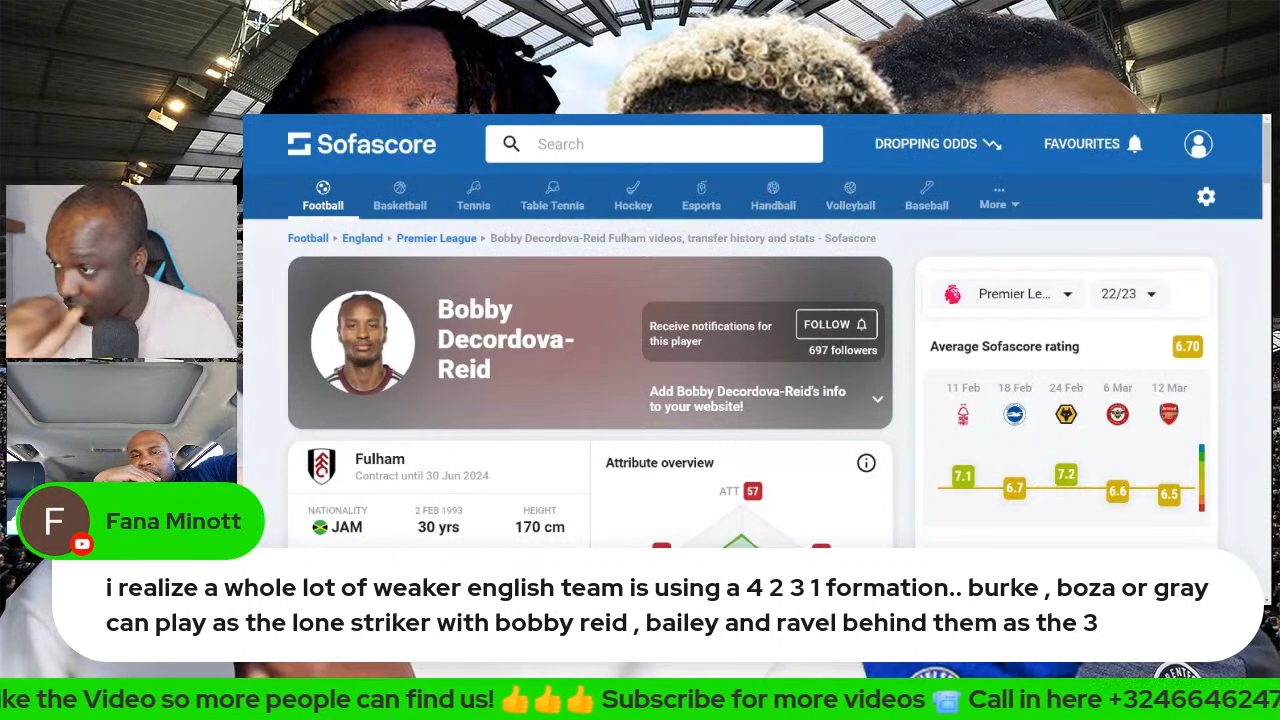 Sofascore
Search
DROPPING ODDS
FAVOURITES
Football
Basketball
Tennis
Table Tennis
Hockey
Esports
Handball
Volleyball
Baseball
More
Football
England
Premier League
Bobby Decordova-Reid Fulham videos, transfer history and stats - Sofascore
Bobby
Decordova-
Reid
Receive notifications for
this player
FOLLOW
697 followers
Add Bobby Decordova-Reid's info
to your website!
Premier Le...
22/23
Average Sofascore rating
6.70
11 Feb 18 Feb 24 Feb 6 Mar 12 Mar
7.1 6.7 7.2 6.6 6.5
Fulham
Contract until 30 Jun 2024
NATIONALITY
JAM
2 FEB 1993
30 yrs
HEIGHT
170 cm
Attribute overview
ATT 57
F
Fana Minott
i realize a whole lot of weaker english team is using a 4 2 3 1 formation.. burke , boza or gray
can play as the lone striker with bobby reid , bailey and ravel behind them as the 3
ike the Video so more people can find us! 👍👍👍 Subscribe for more videos 📹 Call in here +3246646247